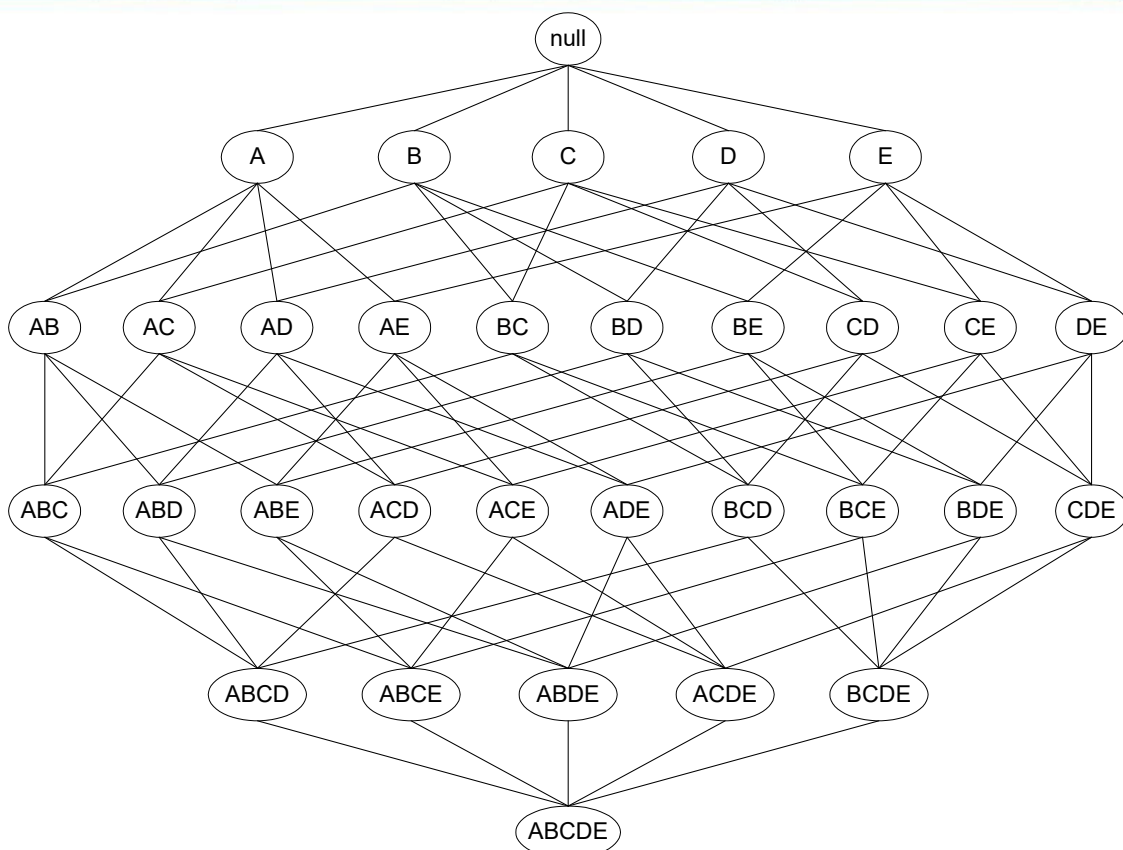 null
A B C D E
AB AC AD AE BC BD BE CD CE DE
ABC ABD ABE ACD ACE ADE BCD BCE BDE CDE
ABCD ABCE ABDE ACDE BCDE
ABCDE